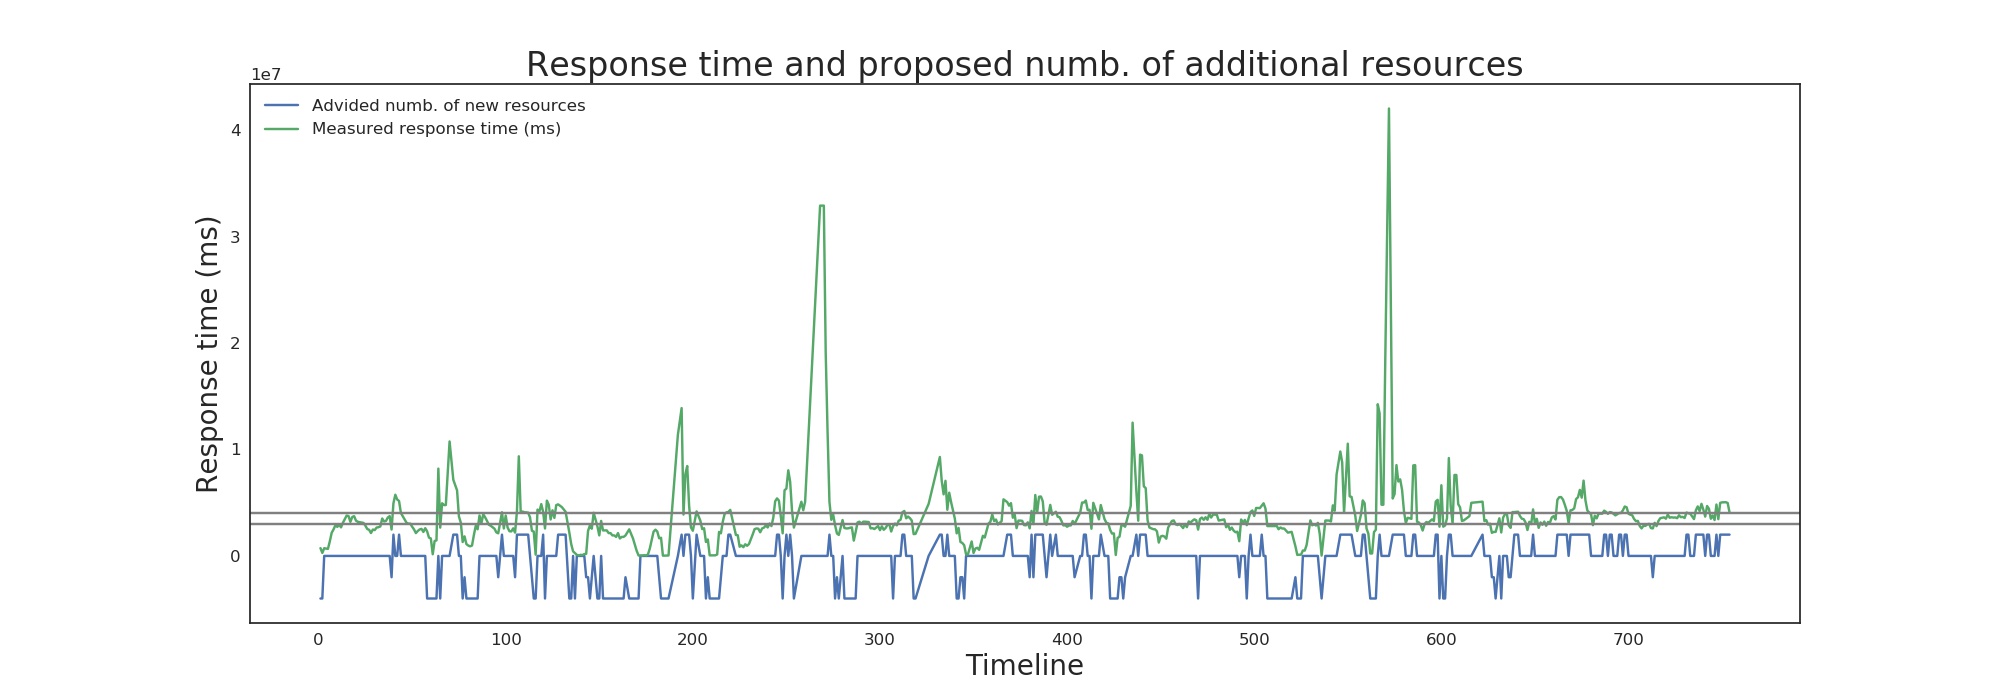 Response time and proposed numb. of additional resources
1e7
Advided numb. of new resources
Measured response time (ms)
4
3
2
1
0
Response time (ms)
0 100 200 300 400 500 600 700
Timeline